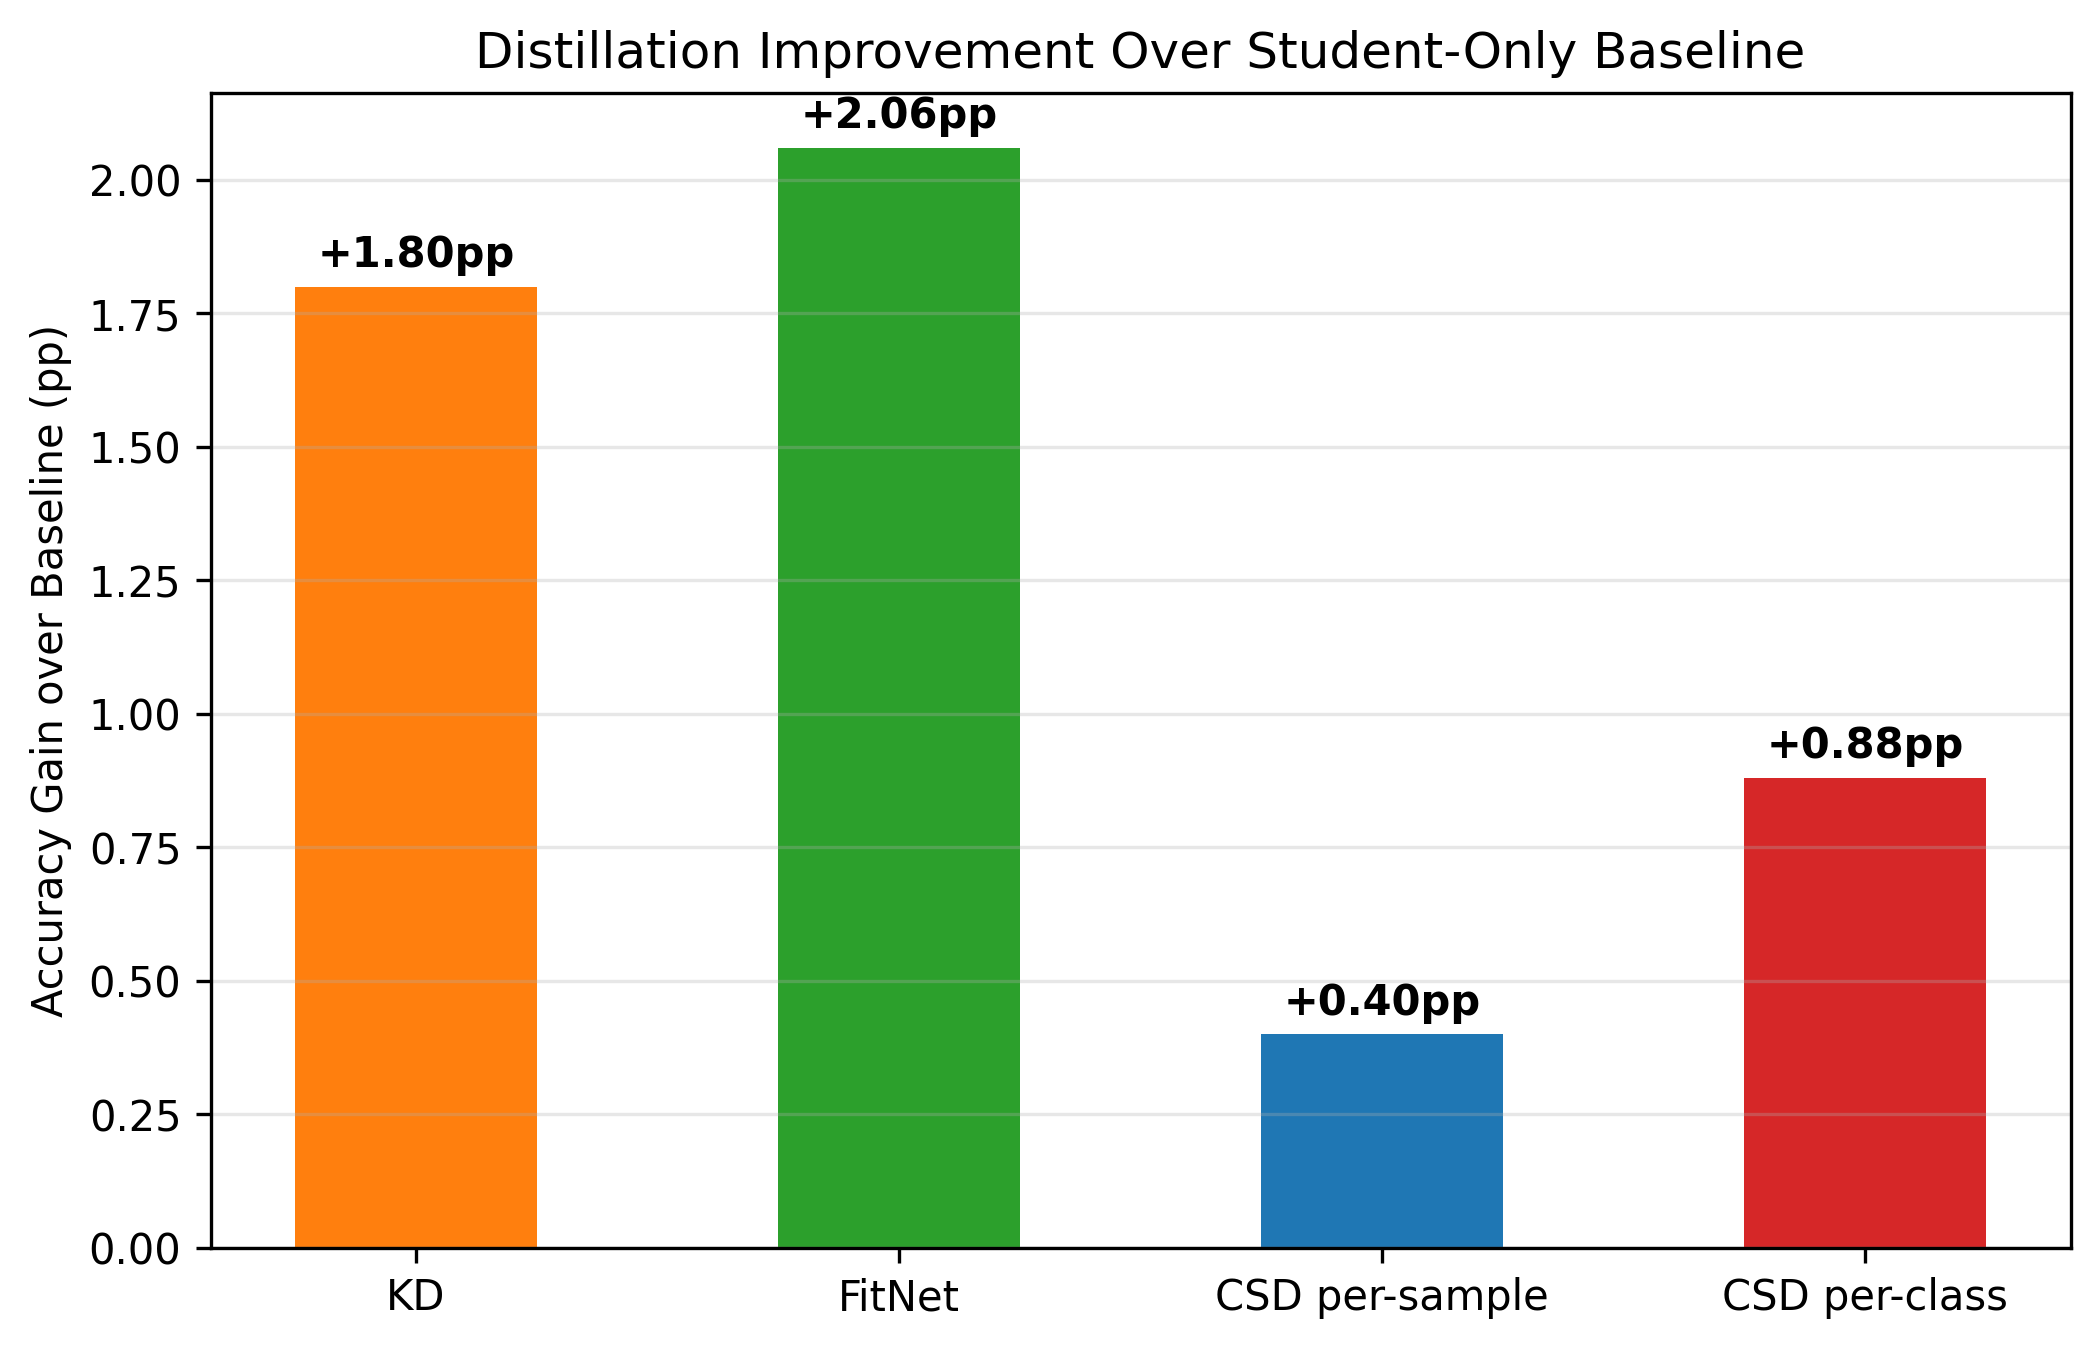 Distillation Improvement Over Student-Only Baseline
+2.06pp
2.00
+1.80pp
1.75
1.50
1.25
1.00
+0.88pp
0.75
0.50
+0.40pp
0.25
0.00
Accuracy Gain over Baseline (pp)
KD
FitNet
CSD per-sample
CSD per-class